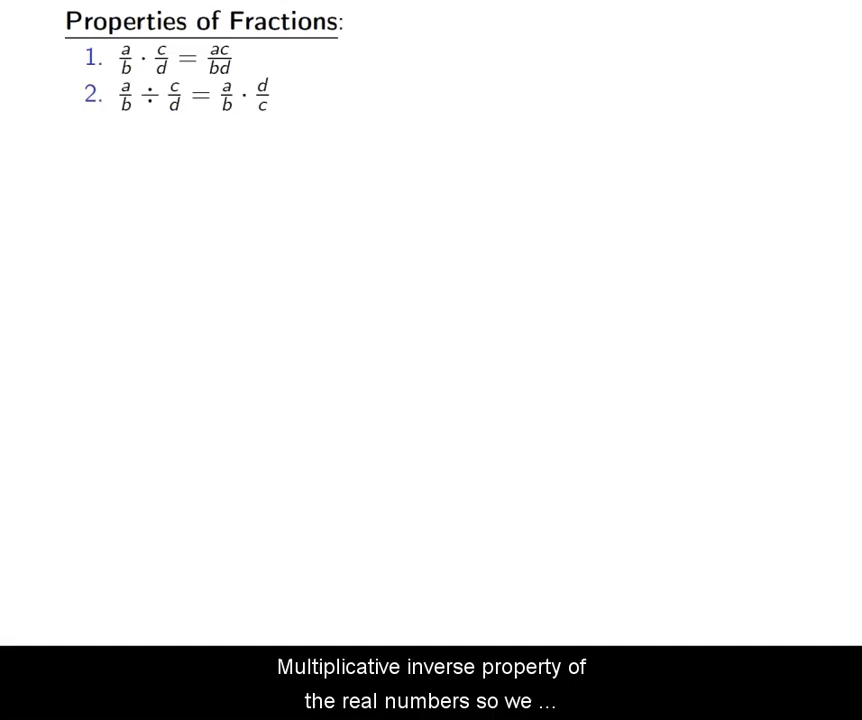 Properties of Fractions:
1. a/b · c/d = ac/bd
2. a/b ÷ c/d = a/b · d/c
Multiplicative inverse property of
the real numbers so we ...